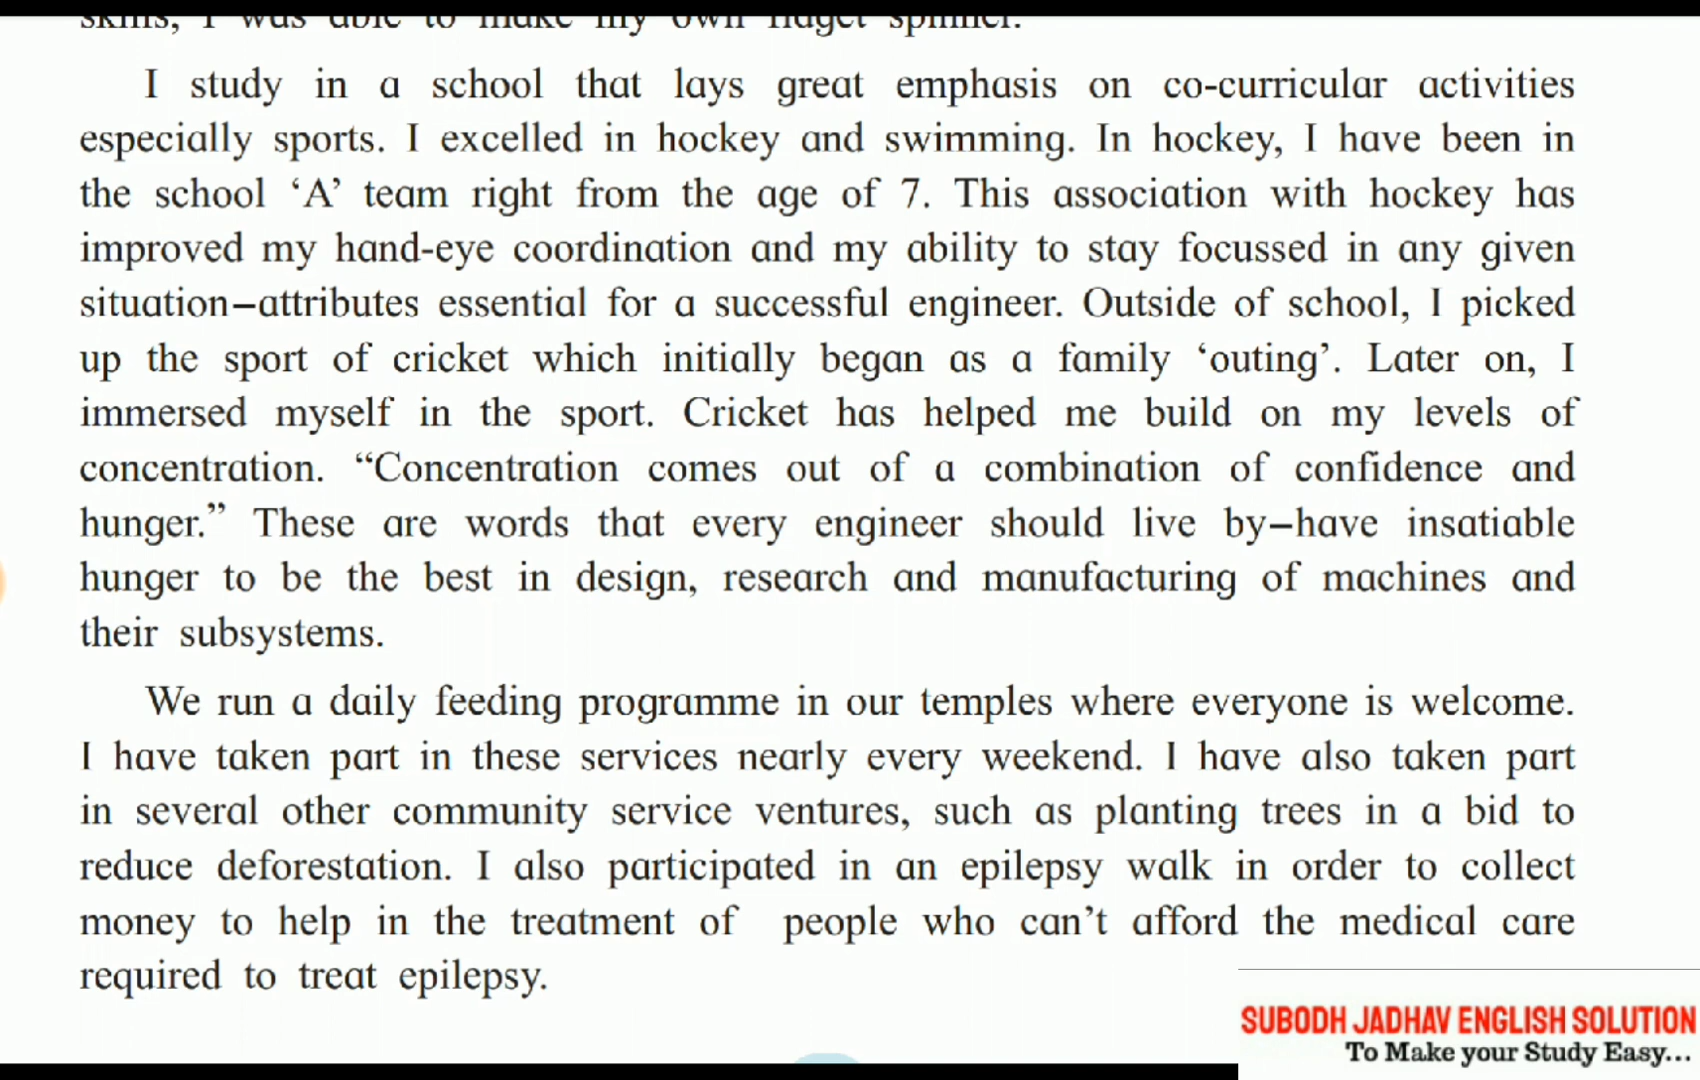 skills, I was able to make my own fidget spinner.
I study in a school that lays great emphasis on co-curricular activities
especially sports. I excelled in hockey and swimming. In hockey, I have been in
the school ‘A’ team right from the age of 7. This association with hockey has
improved my hand-eye coordination and my ability to stay focussed in any given
situation–attributes essential for a successful engineer. Outside of school, I picked
up the sport of cricket which initially began as a family ‘outing’. Later on, I
immersed myself in the sport. Cricket has helped me build on my levels of
concentration. “Concentration comes out of a combination of confidence and
hunger.” These are words that every engineer should live by–have insatiable
hunger to be the best in design, research and manufacturing of machines and
their subsystems.
We run a daily feeding programme in our temples where everyone is welcome.
I have taken part in these services nearly every weekend. I have also taken part
in several other community service ventures, such as planting trees in a bid to
reduce deforestation. I also participated in an epilepsy walk in order to collect
money to help in the treatment of people who can’t afford the medical care
required to treat epilepsy.
SUBODH JADHAV ENGLISH SOLUTION
To Make your Study Easy...